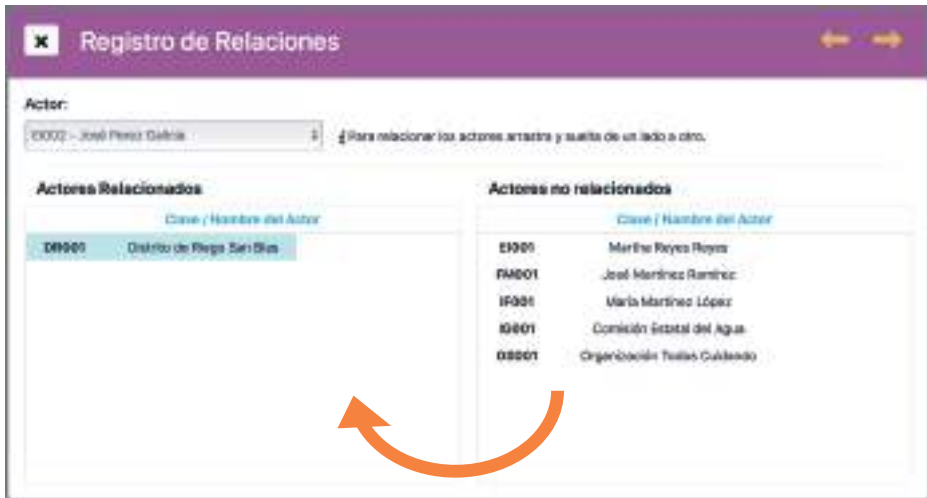 Registro de Relaciones
Actor:
EI002 - José Perez Galicia
Para relacionar los actores arrastra y suelta de un lado a otro.
Actores Relacionados
Clave / Nombre del Actor
DR001 Distrito de Riego San Blas
Actores no relacionados
Clave / Nombre del Actor
EI001 Martha Reyes Reyes
FM001 José Martínez Ramírez
IF001 María Martínez López
IG001 Comisión Estatal del Agua
OS001 Organización Todas Cuidando